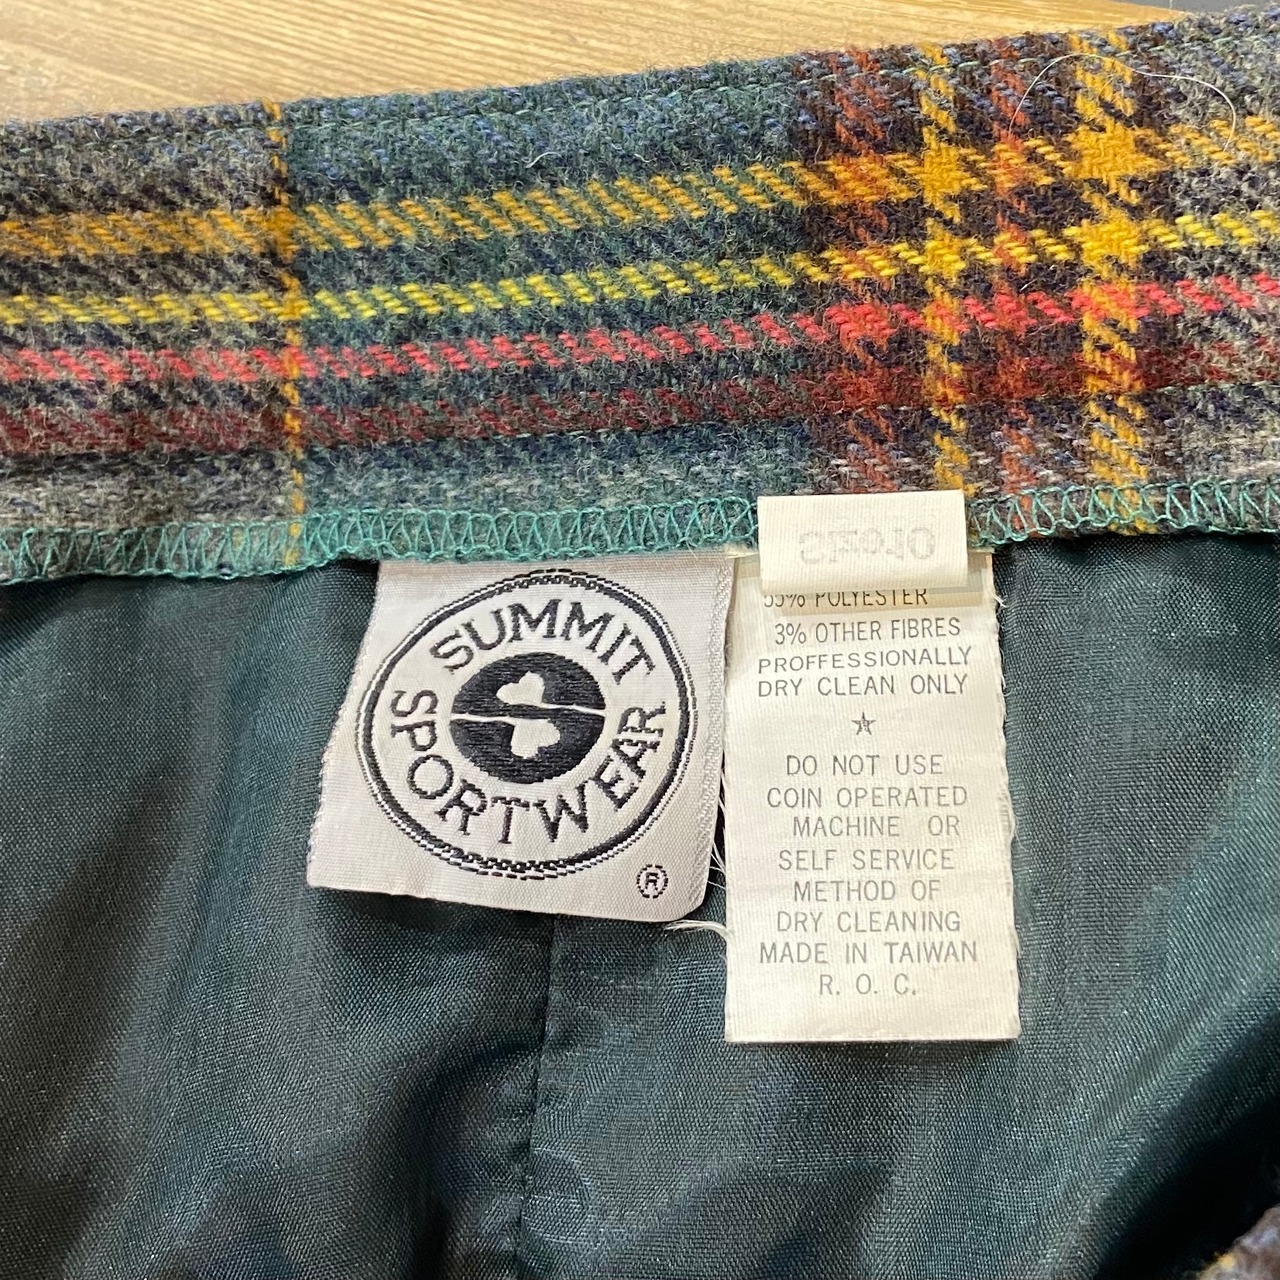 SUMMIT
SPORTWEAR
®
POLYESTER
3% OTHER FIBRES
PROFFESSIONALLY
DRY CLEAN ONLY
☆
DO NOT USE
COIN OPERATED
MACHINE OR
SELF SERVICE
METHOD OF
DRY CLEANING
MADE IN TAIWAN
R. O. C.